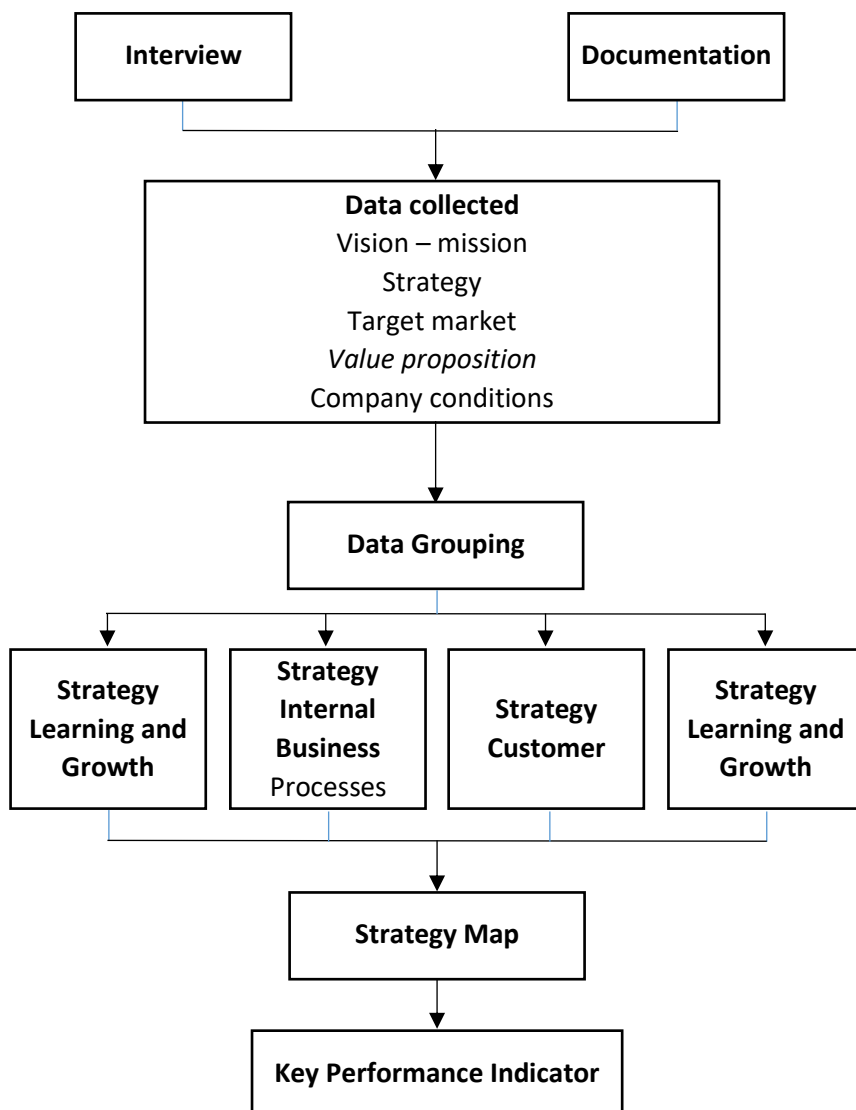 Interview
Documentation
Data collected
Vision – mission
Strategy
Target market
Value proposition
Company conditions
Data Grouping
Strategy
Learning and
Growth
Strategy
Internal
Business
Processes
Strategy
Customer
Strategy
Learning and
Growth
Strategy Map
Key Performance Indicator